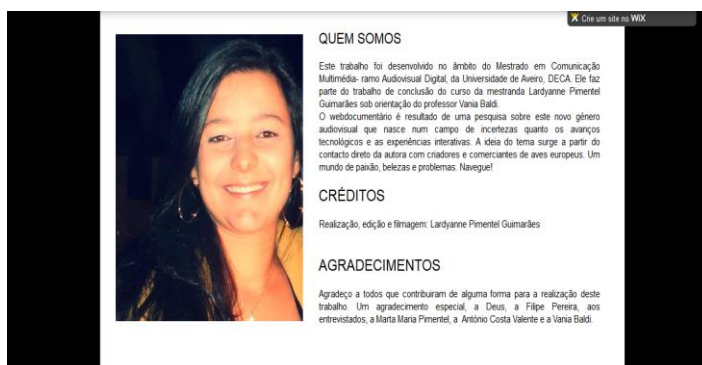 Crie um site no WiX
QUEM SOMOS
Este trabalho foi desenvolvido no âmbito do Mestrado em Comunicação
Multimédia- ramo Audiovisual Digital, da Universidade de Aveiro, DECA. Ele faz
parte do trabalho de conclusão do curso da mestranda Lardyanne Pimentel
Guimarães sob orientação do professor Vania Baldi.
O webdocumentário é resultado de uma pesquisa sobre este novo género
audiovisual que nasce num campo de incertezas quanto os avanços
tecnológicos e as experiências interativas. A ideia do tema surge a partir do
contacto direto da autora com criadores e comerciantes de aves europeus. Um
mundo de paixão, belezas e problemas. Navegue!
CRÉDITOS
Realização, edição e filmagem: Lardyanne Pimentel Guimarães
AGRADECIMENTOS
Agradeço a todos que contribuiram de alguma forma para a realização deste
trabalho. Um agradecimento especial, a Deus, a Filipe Pereira, aos
entrevistados, a Marta Maria Pimentel, a António Costa Valente e a Vania Baldi.